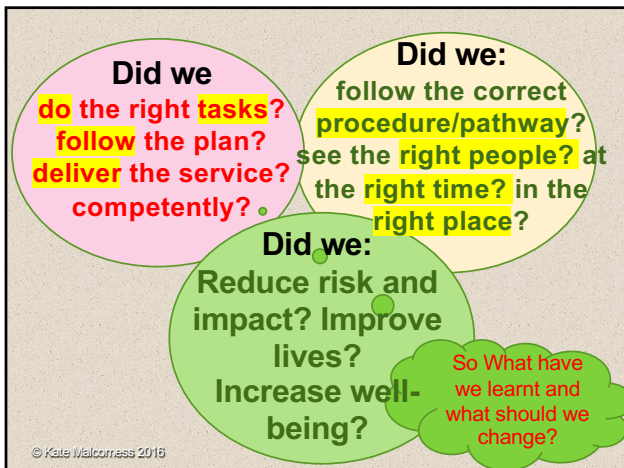 Did we
do the right tasks?
follow the plan?
deliver the service?
competently?
Did we:
follow the correct
procedure/pathway?
see the right people? at
the right time? in the
right place?
Did we:
Reduce risk and
impact? Improve
lives?
Increase well-
being?
So What have
we learnt and
what should we
change?
© Kate Malcomess 2016